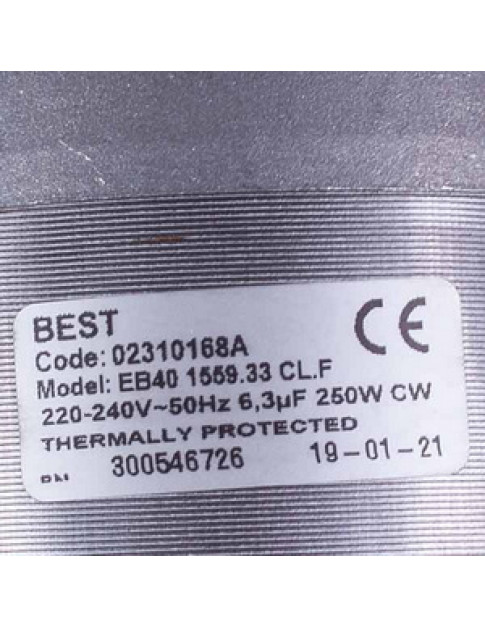 BEST
CE
Code: 02310168A
Model: EB40 1559.33 CL.F
220-240V~50Hz 6,3µF 250W CW
THERMALLY PROTECTED
300546726 19-01-21